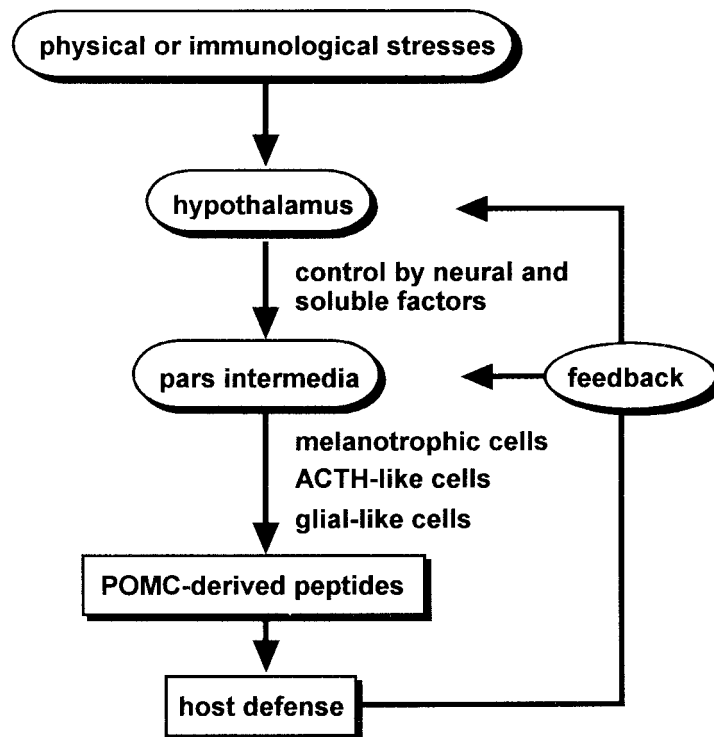 physical or immunological stresses
hypothalamus
control by neural and
soluble factors
pars intermedia
feedback
melanotrophic cells
ACTH-like cells
glial-like cells
POMC-derived peptides
host defense